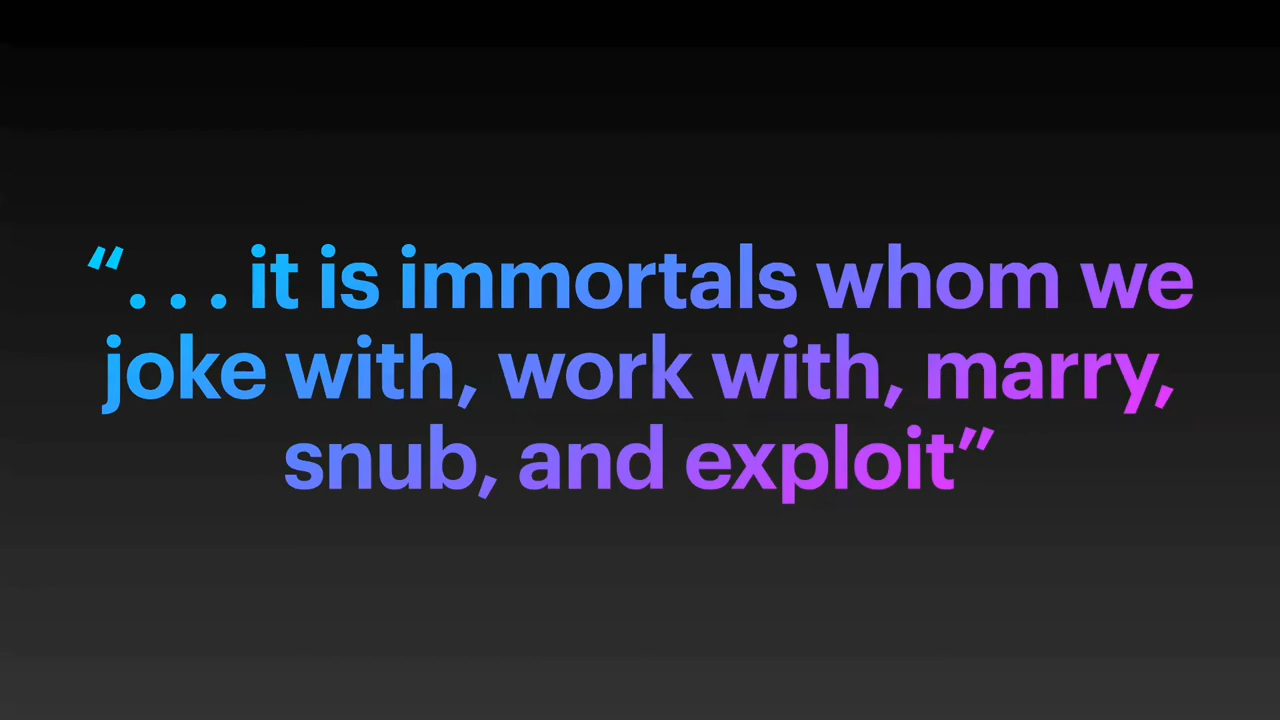 “. . . it is immortals whom we
joke with, work with, marry,
snub, and exploit”